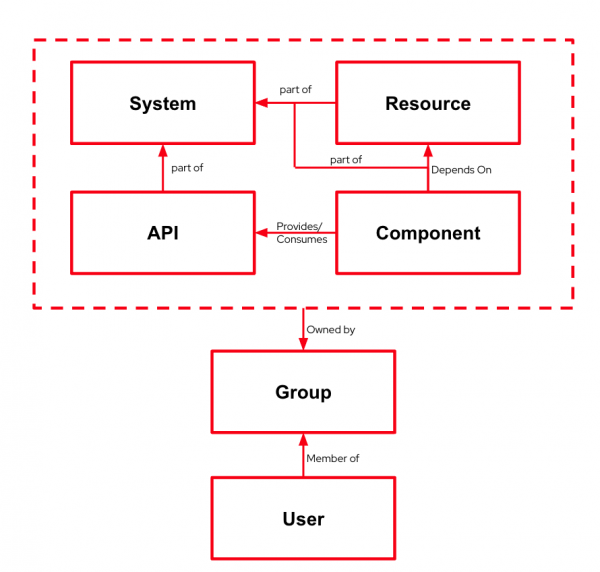 System
part of
Resource
part of
part of
Depends On
API
Provides/
Consumes
Component
Owned by
Group
Member of
User